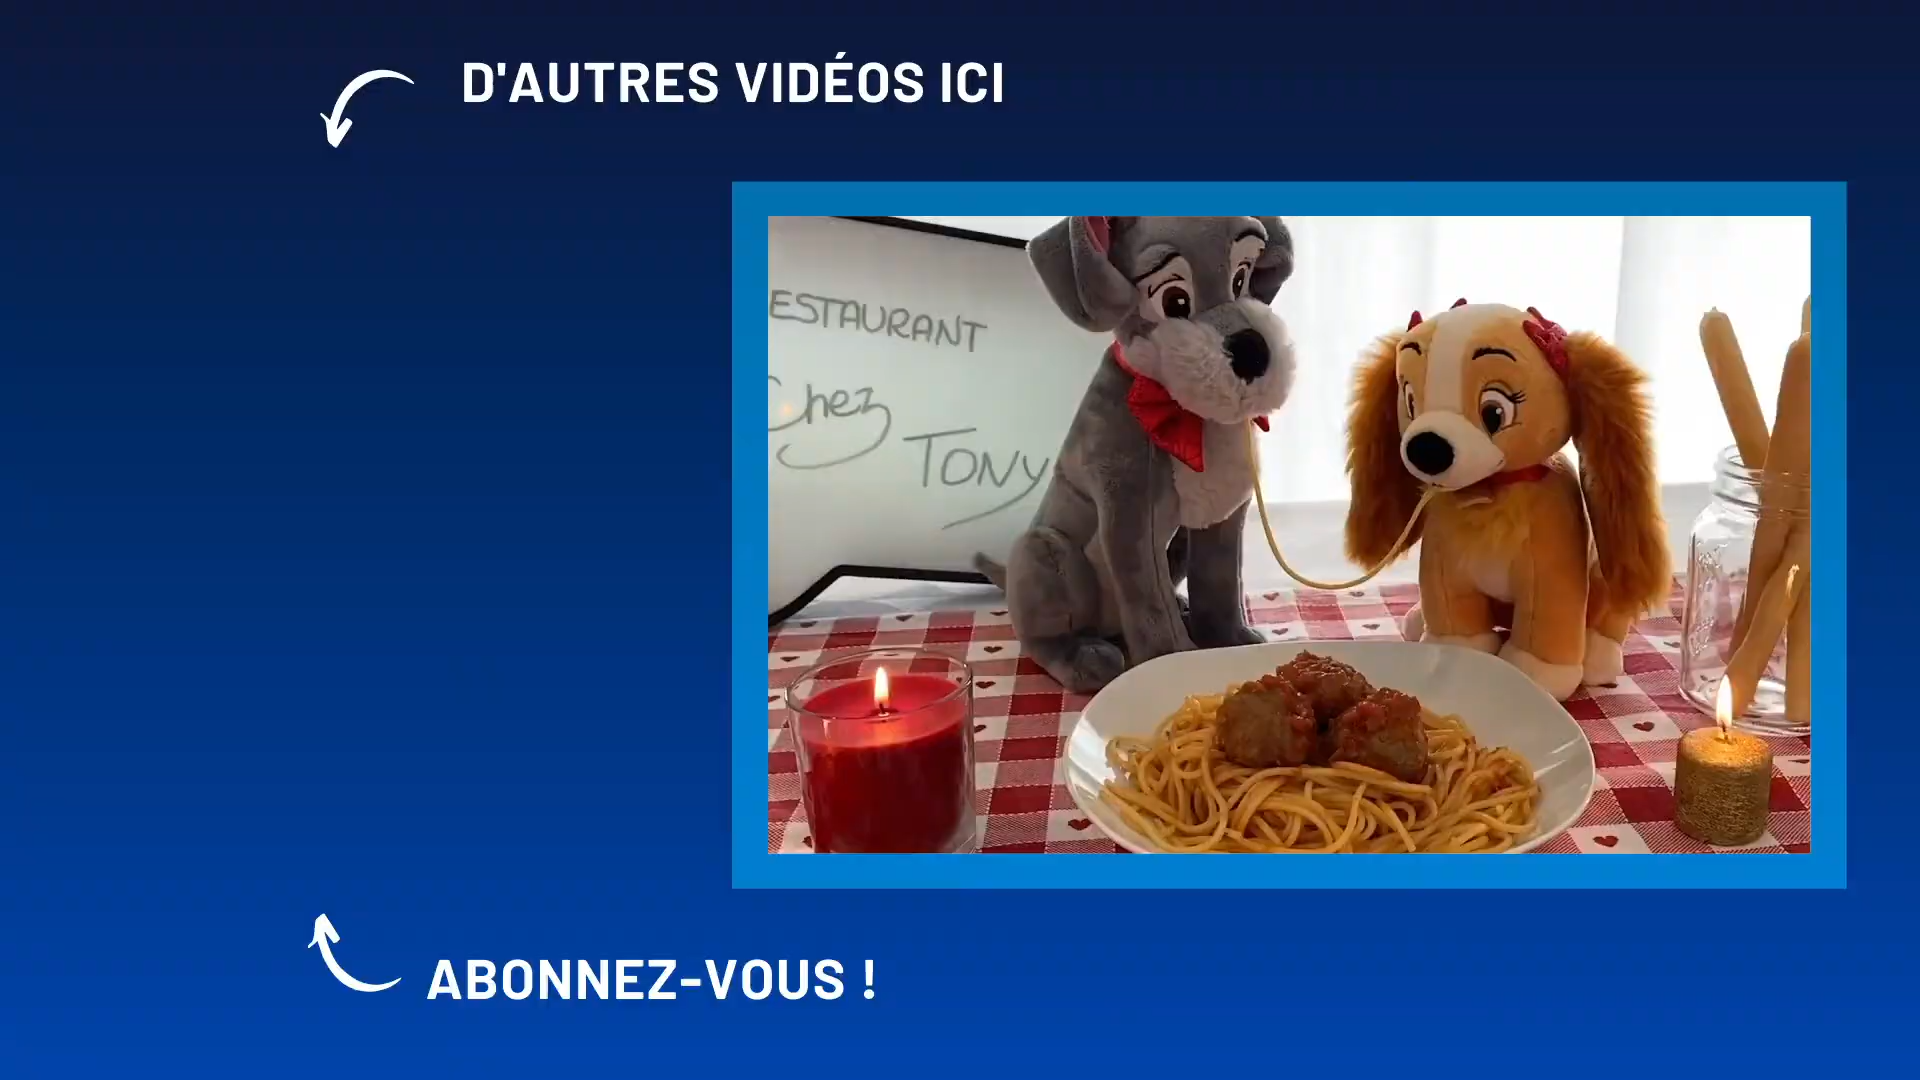 D'AUTRES VIDÉOS ICI
ESTAURANT
Chez
TONY
ABONNEZ-VOUS !